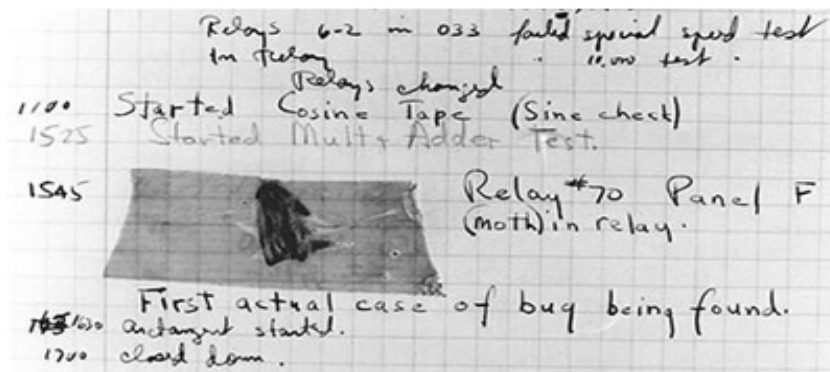 Relays 6-2 in 033 failed special speed test
In Relay " 10,000 test .
Relays changed
1100 Started Cosine Tape (Sine check)
1525 Started Mult + Adder Test.
1545 Relay #70 Panel F
(moth) in relay.
First actual case of bug being found.
1630 arctangent started.
1700 closed down .